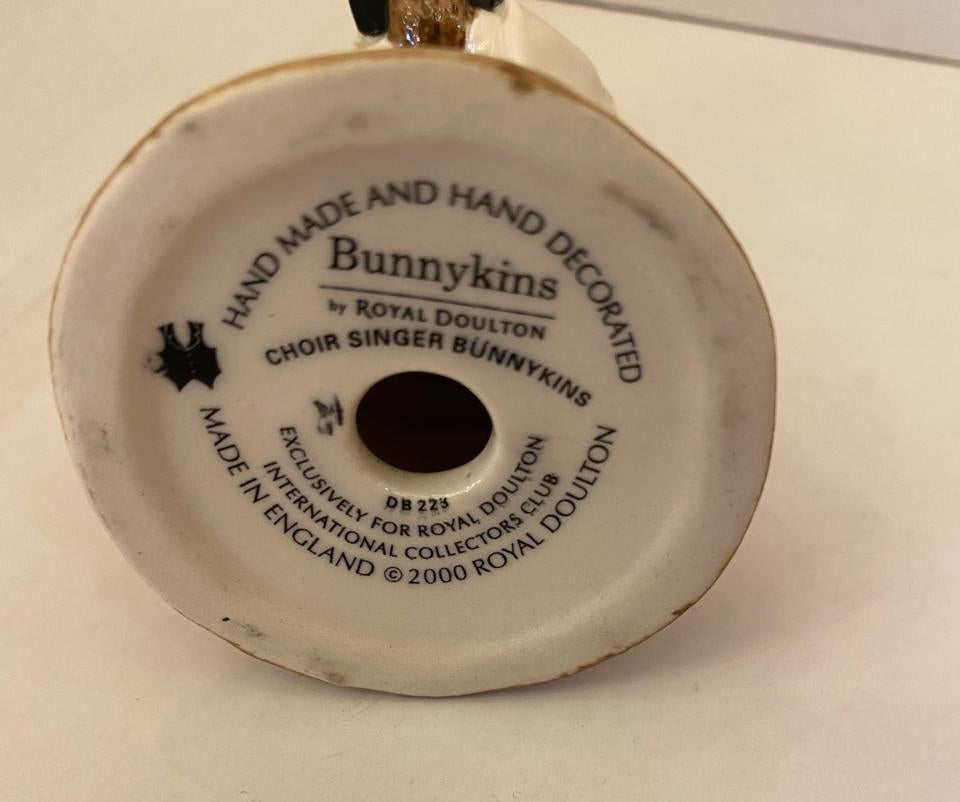 HAND MADE AND HAND DECORATED
Bunnykins
by ROYAL DOULTON
CHOIR SINGER BUNNYKINS
DB 223
EXCLUSIVELY FOR ROYAL DOULTON
INTERNATIONAL COLLECTORS CLUB
MADE IN ENGLAND © 2000 ROYAL DOULTON